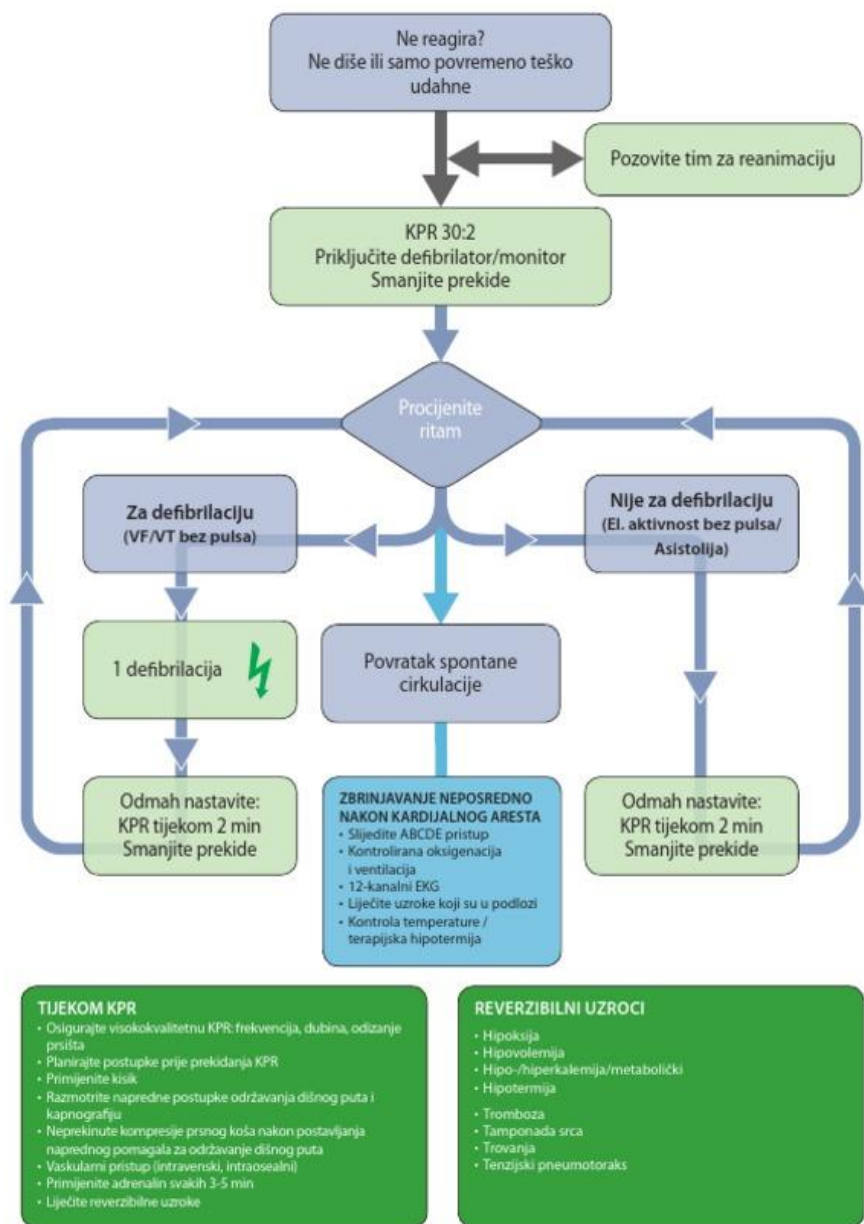 Ne reagira?
Ne diše ili samo povremeno teško
udahne
Pozovite tim za reanimaciju
KPR 30:2
Priključite defibrilator/monitor
Smanjite prekide
Procijenite
ritam
Za defibrilaciju
(VF/VT bez pulsa)
Nije za defibrilaciju
(El. aktivnost bez pulsa/
Asistolija)
1 defibrilacija
Povratak spontane
cirkulacije
Odmah nastavite:
KPR tijekom 2 min
Smanjite prekide
ZBRINJAVANJE NEPOSREDNO
NAKON KARDIJALNOG ARESTA
• Slijedite ABCDE pristup
• Kontrolirana oksigenacija
i ventilacija
• 12-kanalni EKG
• Liječite uzroke koji su u podlozi
• Kontrola temperature /
terapijska hipotermija
Odmah nastavite:
KPR tijekom 2 min
Smanjite prekide
TIJEKOM KPR
• Osigurajte visokokvalitetnu KPR: frekvencija, dubina, odizanje
prsišta
• Planirajte postupke prije prekidanja KPR
• Primijenite kisik
• Razmotrite napredne postupke održavanja dišnog puta i
kapnografiju
• Neprekinute kompresije prsnog koša nakon postavljanja
naprednog pomagala za održavanje dišnog puta
• Vaskularni pristup (intravenski, intraosealni)
• Primijenite adrenalin svakih 3-5 min
• Liječite reverzibilne uzroke
REVERZIBILNI UZROCI
• Hipoksija
• Hipovolemija
• Hipo-/hiperkalemija/metabolički
• Hipotermija
• Tromboza
• Tamponada srca
• Trovanja
• Tenzijski pneumotoraks